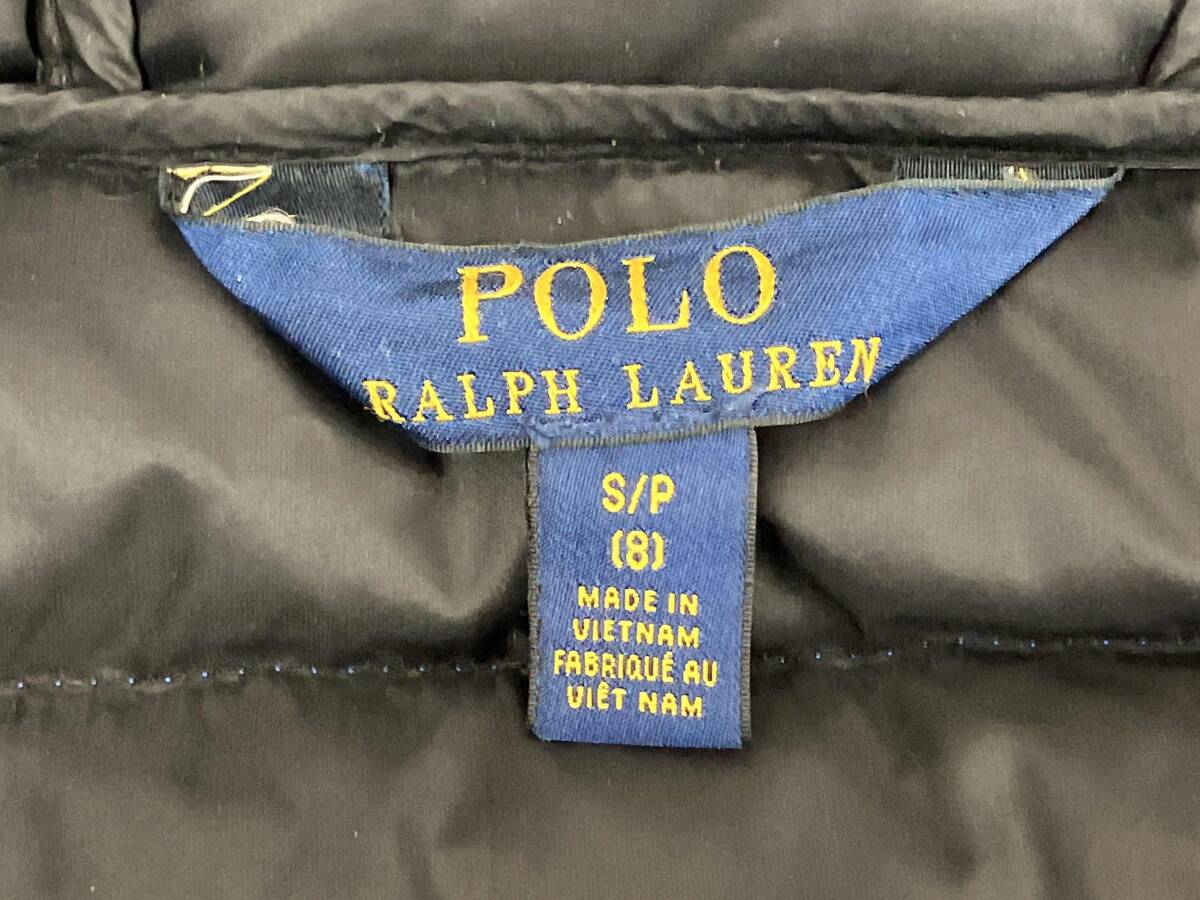 POLO
RALPH LAUREN
S/P
(8)
MADE IN
VIETNAM
FABRIQUÉ AU
VIÊT NAM